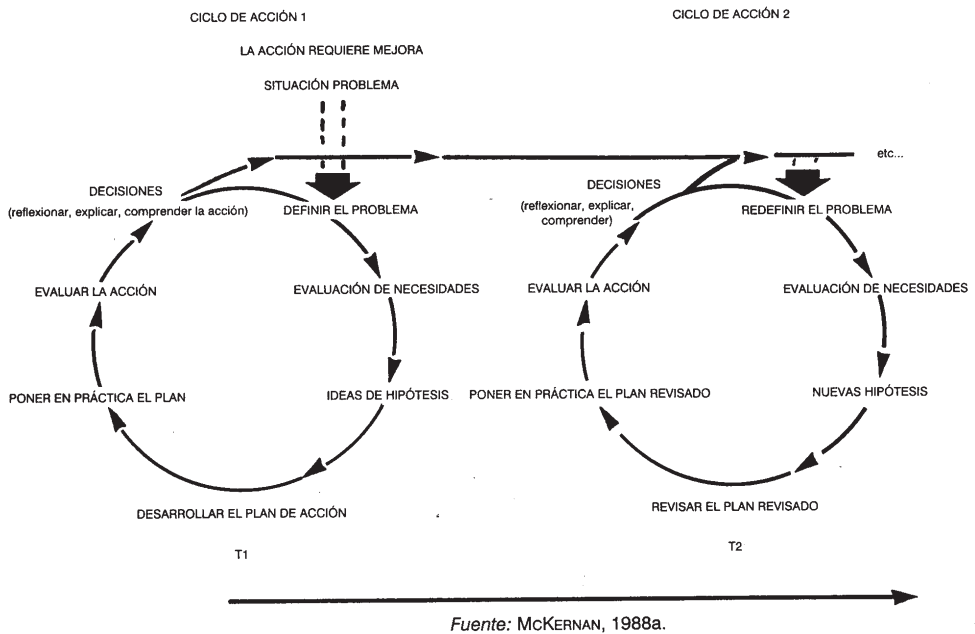 CICLO DE ACCIÓN 1
LA ACCIÓN REQUIERE MEJORA
SITUACIÓN PROBLEMA
DECISIONES
(reflexionar, explicar, comprender la acción)
DEFINIR EL PROBLEMA
EVALUAR LA ACCIÓN
EVALUACIÓN DE NECESIDADES
PONER EN PRÁCTICA EL PLAN
IDEAS DE HIPÓTESIS
DESARROLLAR EL PLAN DE ACCIÓN
T1
CICLO DE ACCIÓN 2
etc...
DECISIONES
(reflexionar, explicar,
comprender)
REDEFINIR EL PROBLEMA
EVALUAR LA ACCIÓN
EVALUACIÓN DE NECESIDADES
PONER EN PRÁCTICA EL PLAN REVISADO
NUEVAS HIPÓTESIS
REVISAR EL PLAN REVISADO
T2
Fuente: MCKERNAN, 1988a.